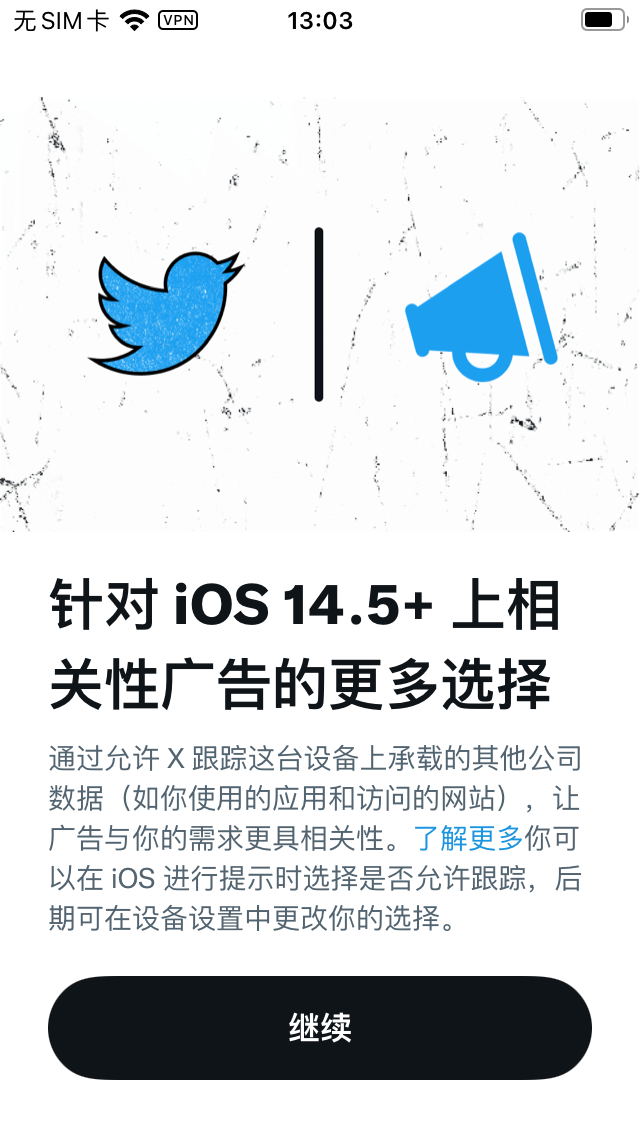 无SIM卡 VPN 13:03
针对 iOS 14.5+ 上相
关性广告的更多选择
通过允许 X 跟踪这台设备上承载的其他公司
数据（如你使用的应用和访问的网站），让
广告与你的需求更具相关性。了解更多你可
以在 iOS 进行提示时选择是否允许跟踪，后
期可在设备设置中更改你的选择。
继续